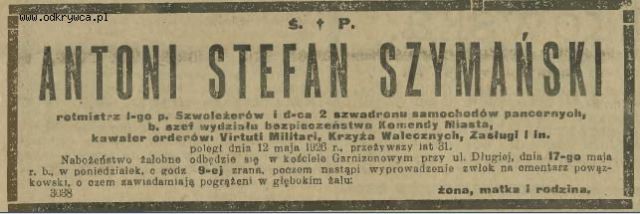 www.odkrywca.pl
Ś. † P.
ANTONI STEFAN SZYMAŃSKI
rotmistrz I-go p. Szwoleżerów i d-ca 2 szwadronu samochodów pancernych,
b. szef wydziału bezpieczeństwa Komendy Miasta,
kawaler orderów: Virtuti Militari, Krzyża Walecznych, Zasługi i in.
poległ dnia 12 maja 1926 r., przeżywszy lat 31.
Nabożeństwo żałobne odbędzie się w kościele Garnizonowym przy ul. Długiej, dnia 17-go maja
r. b., w poniedziałek, o godz 9-ej zrana, poczem nastąpi wyprowadzenie zwłok na cmentarz powąz-
kowski, o czem zawiadamiają pogrążeni w głębokim żalu:
3038 żona, matka i rodzina.